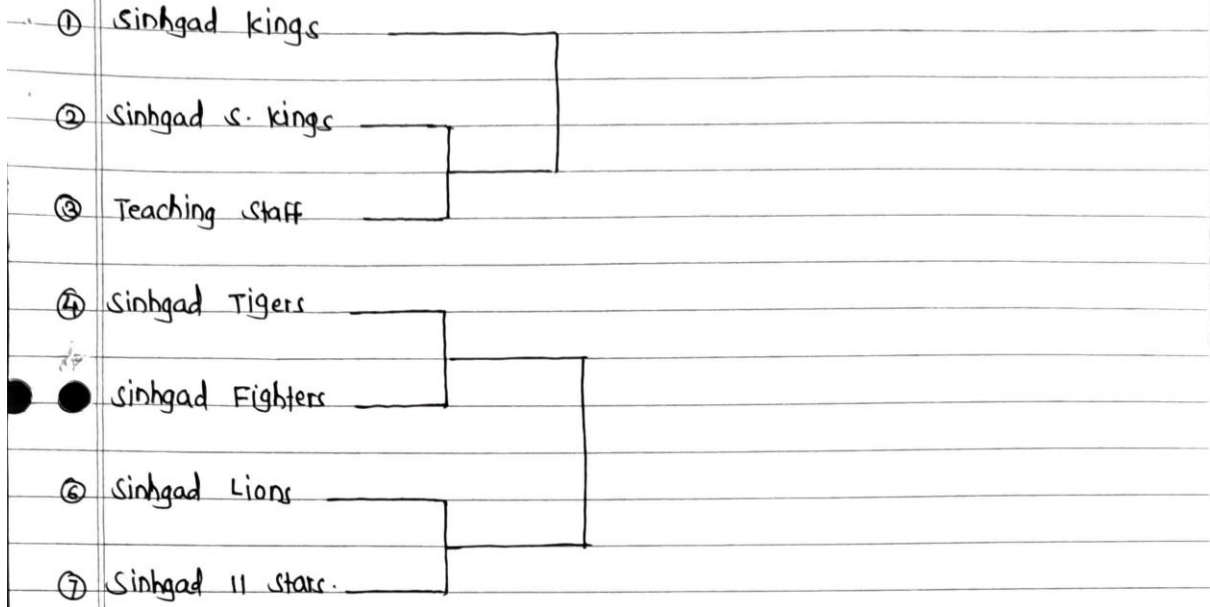 ① Sinhgad kings
② Sinhgad S. kings
③ Teaching Staff
④ Sinhgad Tigers
Sinhgad Fighters
⑥ Sinhgad Lions
⑦ Sinhgad 11 Stars.